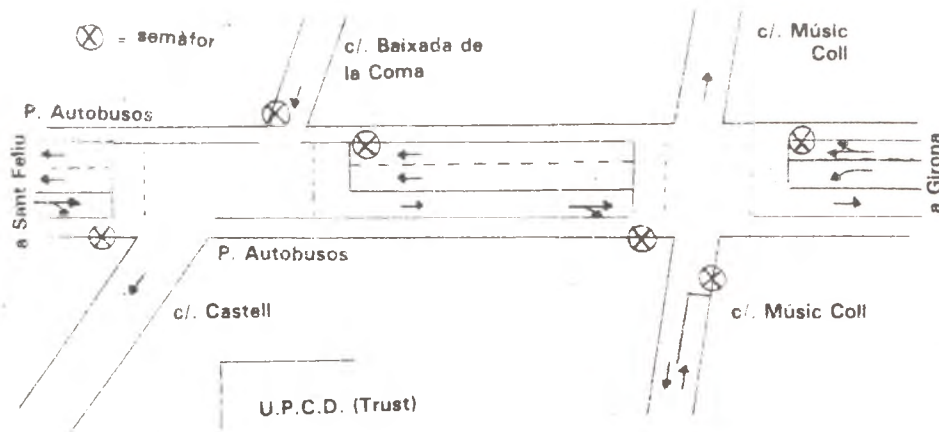 = semàfor
c/. Baixada de
la Coma
c/. Músic
Coll
P. Autobusos
a Sant Feliu
a Girona
P. Autobusos
c/. Castell
c/. Músic Coll
U.P.C.D. (Trust)